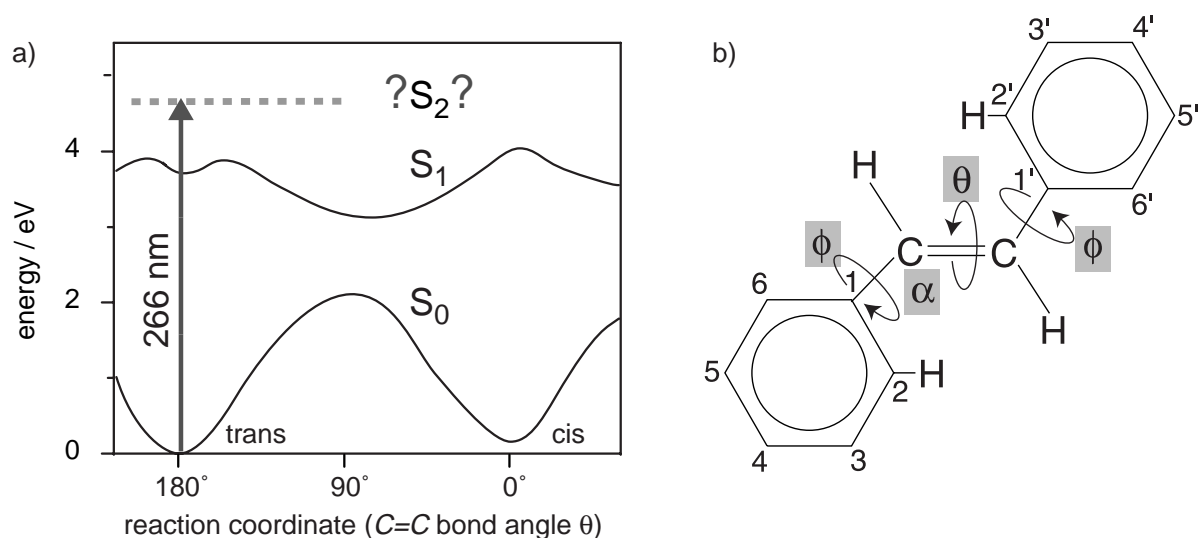 a)
energy / eV
4
2
0
266 nm
?S₂?
S₁
S₀
trans
cis
180˚
90˚
0˚
reaction coordinate (C=C bond angle θ)
b)
3'
4'
H
2'
5'
H
θ
1'
6'
ϕ
C
C
ϕ
6
1
α
H
5
2
H
4
3